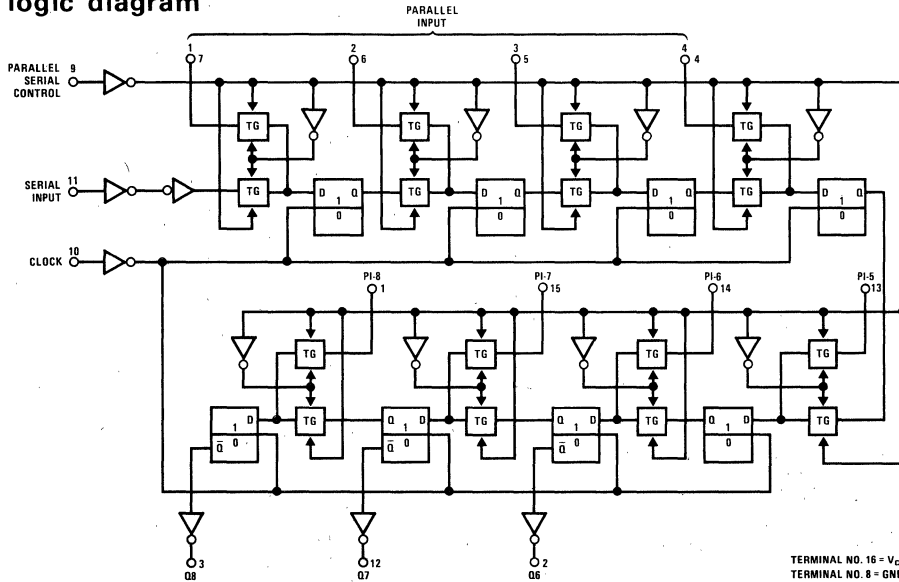 logic diagram
PARALLEL
INPUT
1 2 3 4
7 6 5 4
PARALLEL 9
SERIAL
CONTROL
TG TG TG TG
SERIAL 11
INPUT
TG TG TG TG
D Q D Q D Q
1 1 1 1
0 0 0 0
CLOCK 10
PI-8 PI-7 PI-6 PI-5
1 15 14 13
TG TG TG TG
D TG Q D TG Q D TG Q D TG
1 1 1 1
Q̅ 0 Q̅ 0 Q̅ 0 0
3 12 2
Q8 Q7 Q6
TERMINAL NO. 16 =
TERMINAL NO. 8 = GND